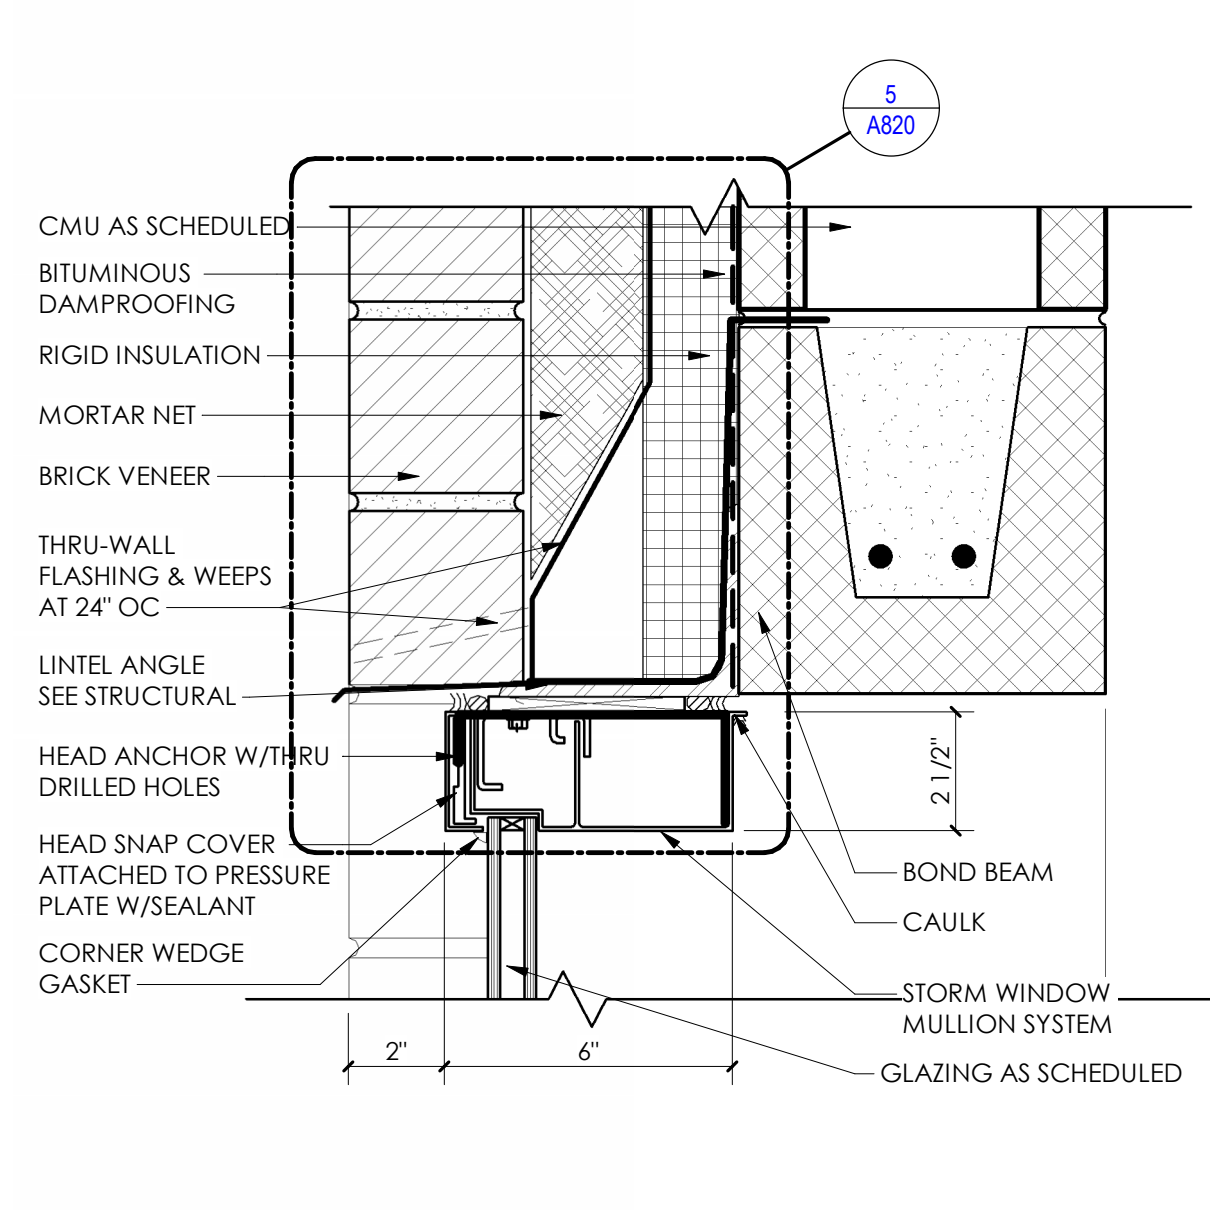 5
A820
CMU AS SCHEDULED
BITUMINOUS
DAMPROOFING
RIGID INSULATION
MORTAR NET
BRICK VENEER
THRU-WALL
FLASHING & WEEPS
AT 24" OC
LINTEL ANGLE
SEE STRUCTURAL
HEAD ANCHOR W/THRU
DRILLED HOLES
HEAD SNAP COVER
ATTACHED TO PRESSURE
PLATE W/SEALANT
CORNER WEDGE
GASKET
2 1/2"
BOND BEAM
CAULK
STORM WINDOW
MULLION SYSTEM
GLAZING AS SCHEDULED
2"
6"